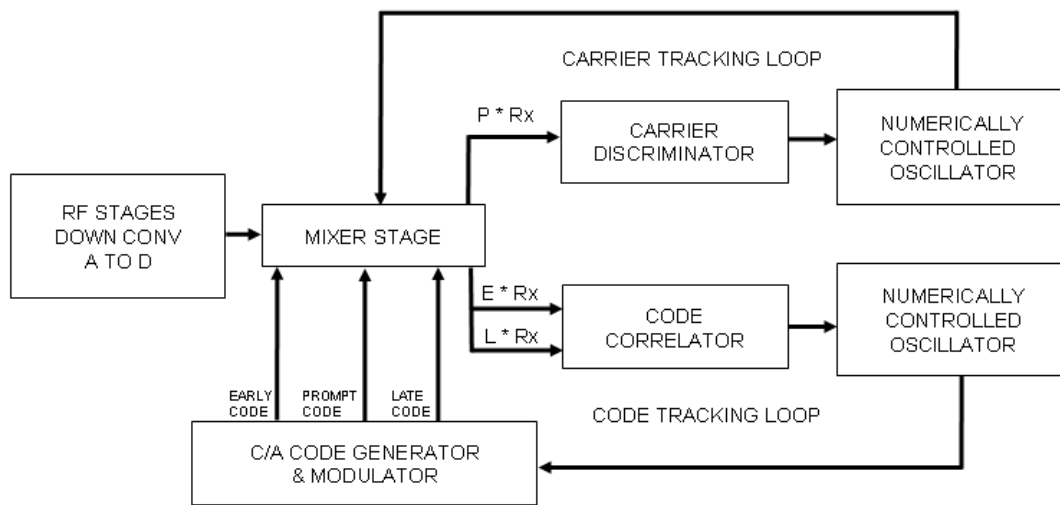 CARRIER TRACKING LOOP
P * Rx
CARRIER
DISCRIMINATOR
NUMERICALLY
CONTROLLED
OSCILLATOR
RF STAGES
DOWN CONV
A TO D
MIXER STAGE
E * Rx
L * Rx
CODE
CORRELATOR
NUMERICALLY
CONTROLLED
OSCILLATOR
EARLY
CODE
PROMPT
CODE
LATE
CODE
CODE TRACKING LOOP
C/A CODE GENERATOR
& MODULATOR